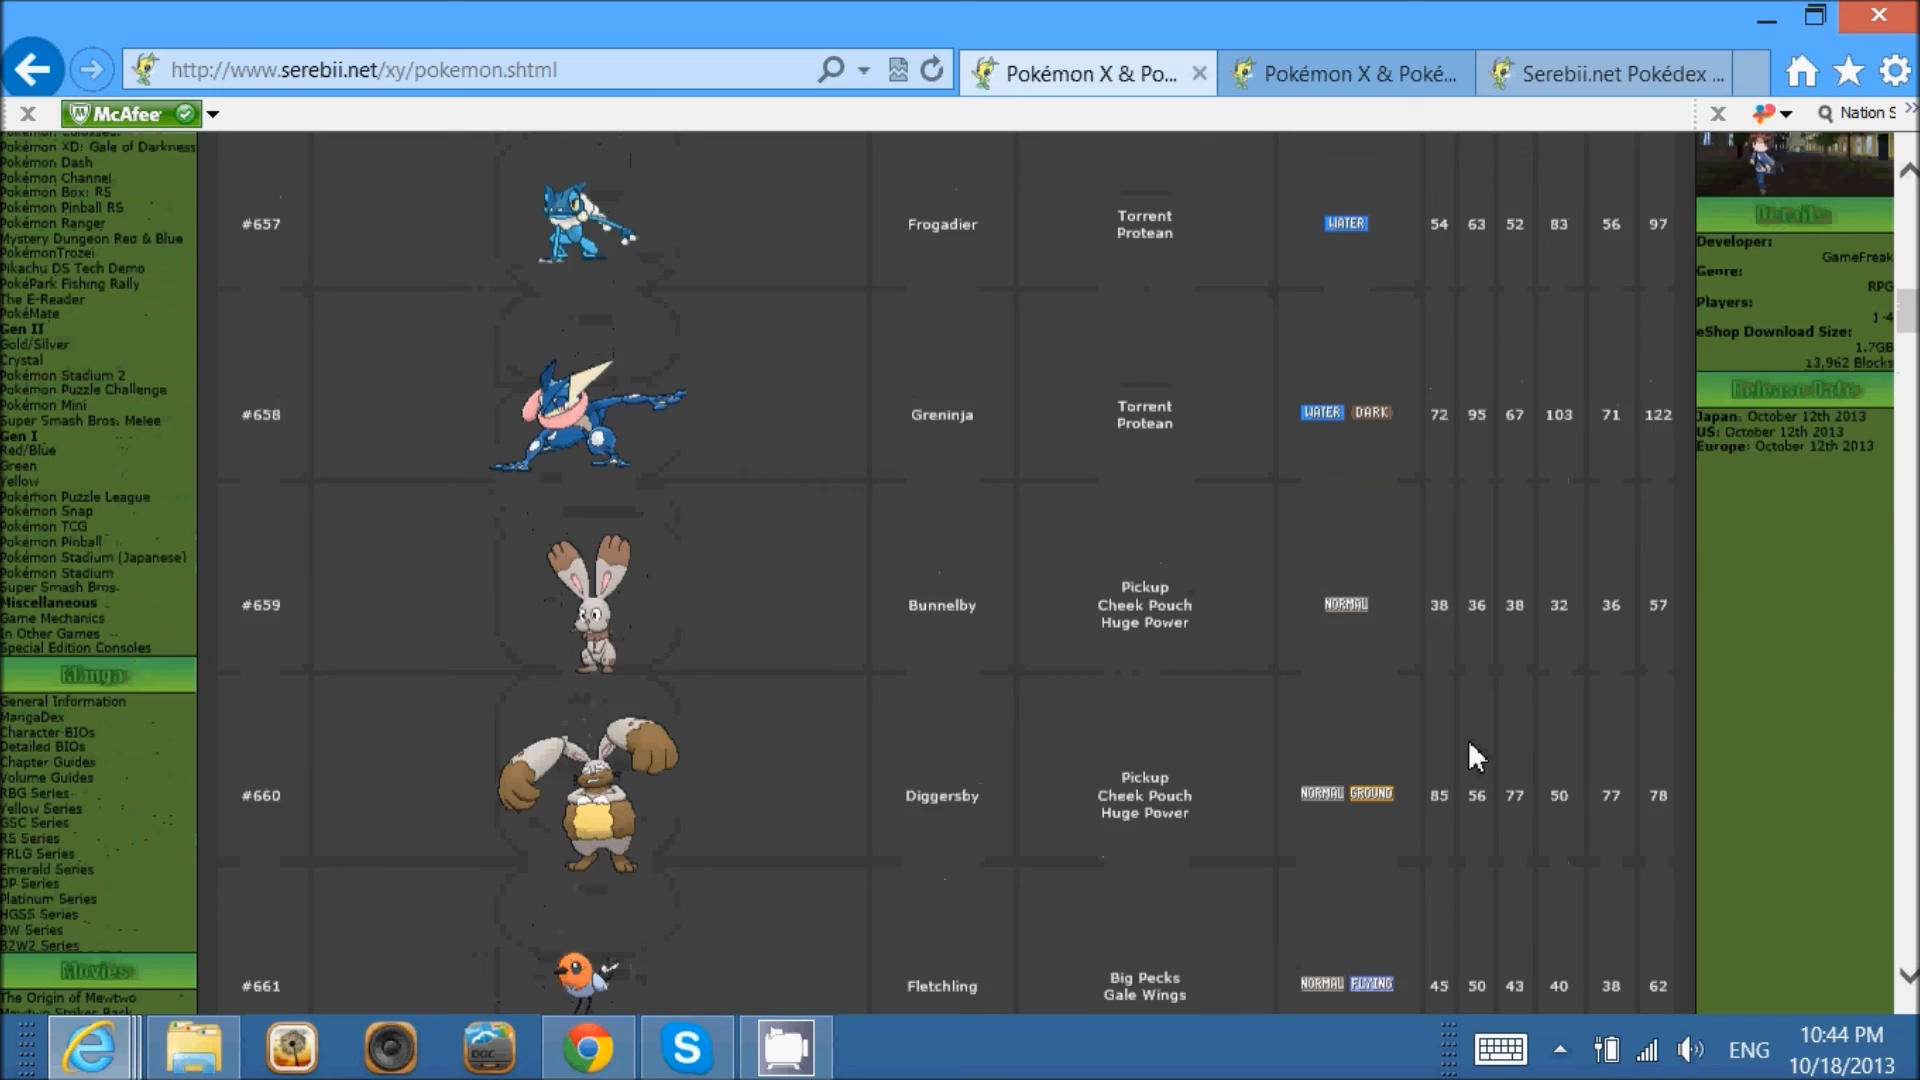 http://www.serebii.net/xy/pokemon.shtml
Pokémon X & Po...
Pokémon X & Poké...
Serebii.net Pokédex ...
McAfee
Nation S
Pokémon XD: Gale of Darkness
Pokémon Dash
Pokémon Channel
Pokémon Box: RS
Pokémon Pinball RS
Pokémon Ranger
Mystery Dungeon Red & Blue
PokémonTrozei
Pikachu DS Tech Demo
PokéPark Fishing Rally
The E-Reader
PokéMate
Gen II
Gold/Silver
Crystal
Pokémon Stadium 2
Pokémon Puzzle Challenge
Pokémon Mini
Super Smash Bros. Melee
Gen I
Red/Blue
Green
Yellow
Pokémon Puzzle League
Pokémon Snap
Pokémon TCG
Pokémon Pinball
Pokémon Stadium (Japanese)
Pokémon Stadium
Super Smash Bros.
Miscellaneous
Game Mechanics
In Other Games
Special Edition Consoles
Manga
General Information
MangaDex
Character BIOs
Detailed BIOs
Chapter Guides
Volume Guides
RBG Series
Yellow Series
GSC Series
RS Series
FRLG Series
Emerald Series
DP Series
Platinum Series
HGSS Series
BW Series
B2W2 Series
Movies
The Origin of Mewtwo
Mewtwo Strikes Back
#657 Frogadier Torrent Protean WATER 54 63 52 83 56 97
#658 Greninja Torrent Protean WATER DARK 72 95 67 103 71 122
#659 Bunnelby Pickup Cheek Pouch Huge Power NORMAL 38 36 38 32 36 57
#660 Diggersby Pickup Cheek Pouch Huge Power NORMAL GROUND 85 56 77 50 77 78
#661 Fletchling Big Pecks Gale Wings NORMAL FLYING 45 50 43 40 38 62
Details
Developer:
GameFreak
Genre:
RPG
Players:
1-4
eShop Download Size:
1.7GB
13,962 Blocks
Release Date
Japan: October 12th 2013
US: October 12th 2013
Europe: October 12th 2013
DOC
ENG
10:44 PM
10/18/2013